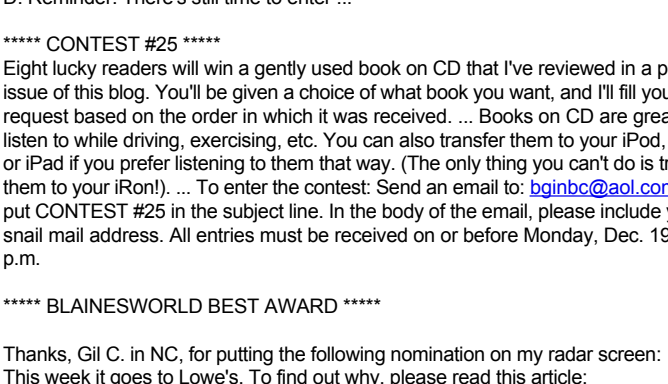 D. Reminder: There's still time to enter ...
***** CONTEST #25 *****
Eight lucky readers will win a gently used book on CD that I've reviewed in a p
issue of this blog. You'll be given a choice of what book you want, and I'll fill you
request based on the order in which it was received. ... Books on CD are grea
listen to while driving, exercising, etc. You can also transfer them to your iPod,
or iPad if you prefer listening to them that way. (The only thing you can't do is tr
them to your iRon!). ... To enter the contest: Send an email to: bginbc@aol.com
put CONTEST #25 in the subject line. In the body of the email, please include y
snail mail address. All entries must be received on or before Monday, Dec. 19
p.m.
***** BLAINESWORLD BEST AWARD *****
Thanks, Gil C. in NC, for putting the following nomination on my radar screen:
This week it goes to Lowe's. To find out why, please read this article: